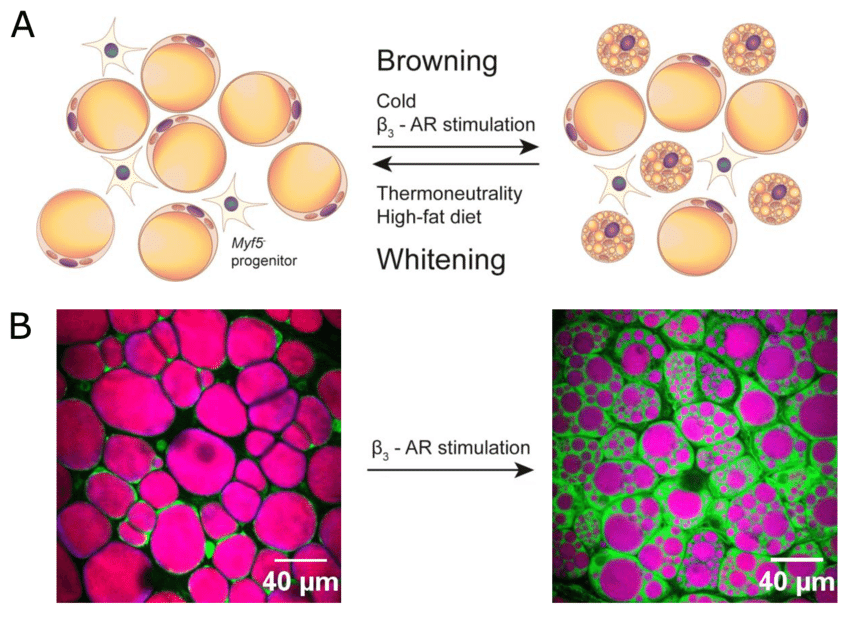 A
Browning
Cold
β₃ - AR stimulation
Thermoneutrality
High-fat diet
Whitening
Myf5⁻
progenitor
B
β₃ - AR stimulation
40 µm
40 µm